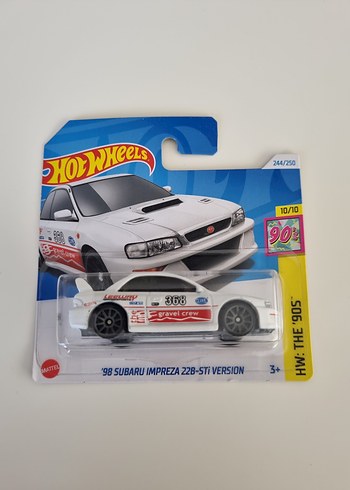 HOT WHEELS
244/250
10/10
90s
HW: THE '90s
368
gravel crew
MATTEL
'98 SUBARU IMPREZA 22B-STi VERSION
3+